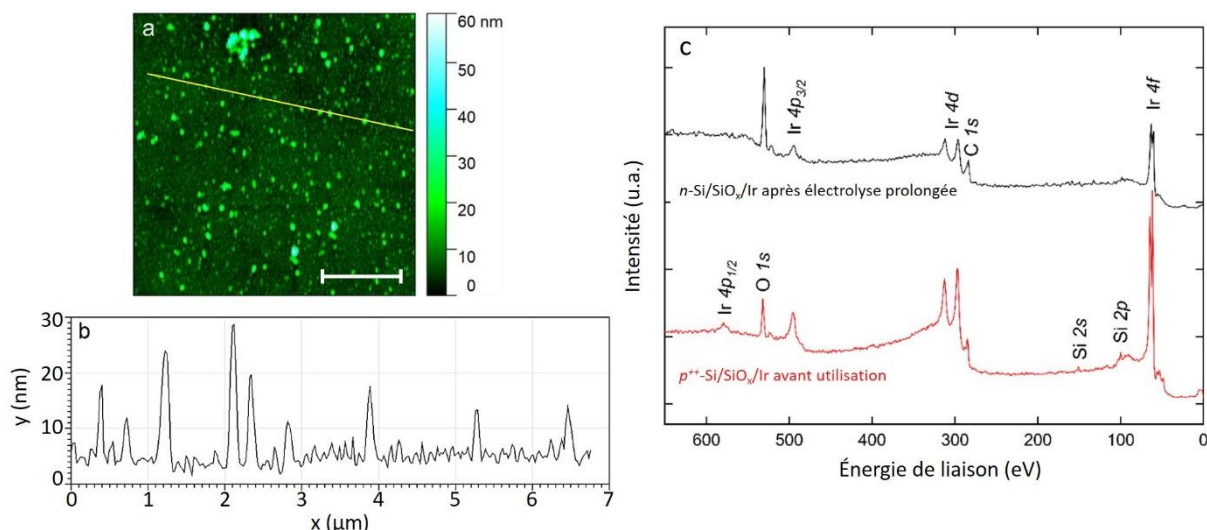 a
60 nm
50
40
30
20
10
0
b
y (nm)
30
20
10
0
0 1 2 3 4 5 6 7
x (µm)
c
Intensité (u.a.)
Ir 4p3/2
Ir 4d
C 1s
Ir 4f
n-Si/SiOx/Ir après électrolyse prolongée
Ir 4p1/2
O 1s
Si 2s
Si 2p
p++-Si/SiOx/Ir avant utilisation
600 500 400 300 200 100 0
Énergie de liaison (eV)